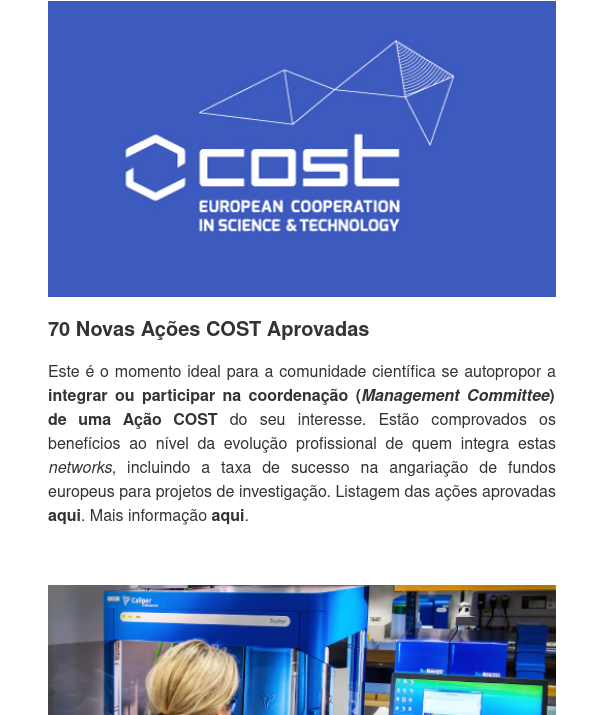 cost
EUROPEAN COOPERATION
IN SCIENCE & TECHNOLOGY
70 Novas Ações COST Aprovadas
Este é o momento ideal para a comunidade científica se autopropor a
integrar ou participar na coordenação (Management Committee)
de uma Ação COST do seu interesse. Estão comprovados os
benefícios ao nível da evolução profissional de quem integra estas
networks, incluindo a taxa de sucesso na angariação de fundos
europeus para projetos de investigação. Listagem das ações aprovadas
aqui. Mais informação aqui.
Caliper
Zephyr